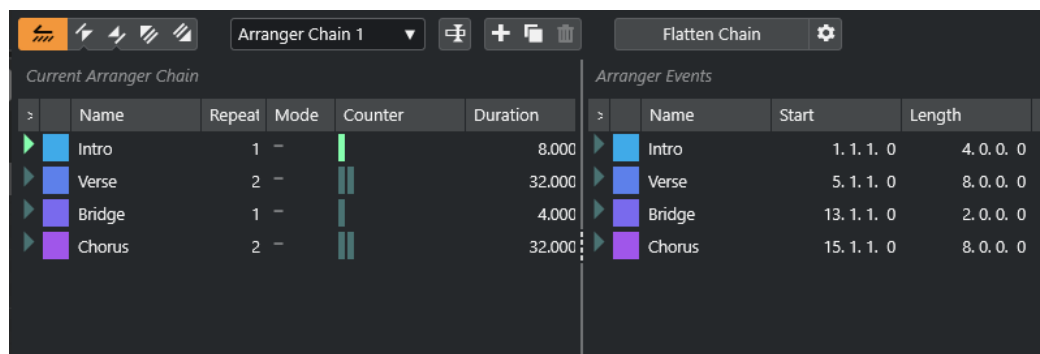 Arranger Chain 1 Flatten Chain
Current Arranger Chain Arranger Events
> Name Repeat Mode Counter Duration > Name Start Length
Intro 1 – 8.000 Intro 1. 1. 1. 0 4. 0. 0. 0
Verse 2 – 32.000 Verse 5. 1. 1. 0 8. 0. 0. 0
Bridge 1 – 4.000 Bridge 13. 1. 1. 0 2. 0. 0. 0
Chorus 2 – 32.000 Chorus 15. 1. 1. 0 8. 0. 0. 0